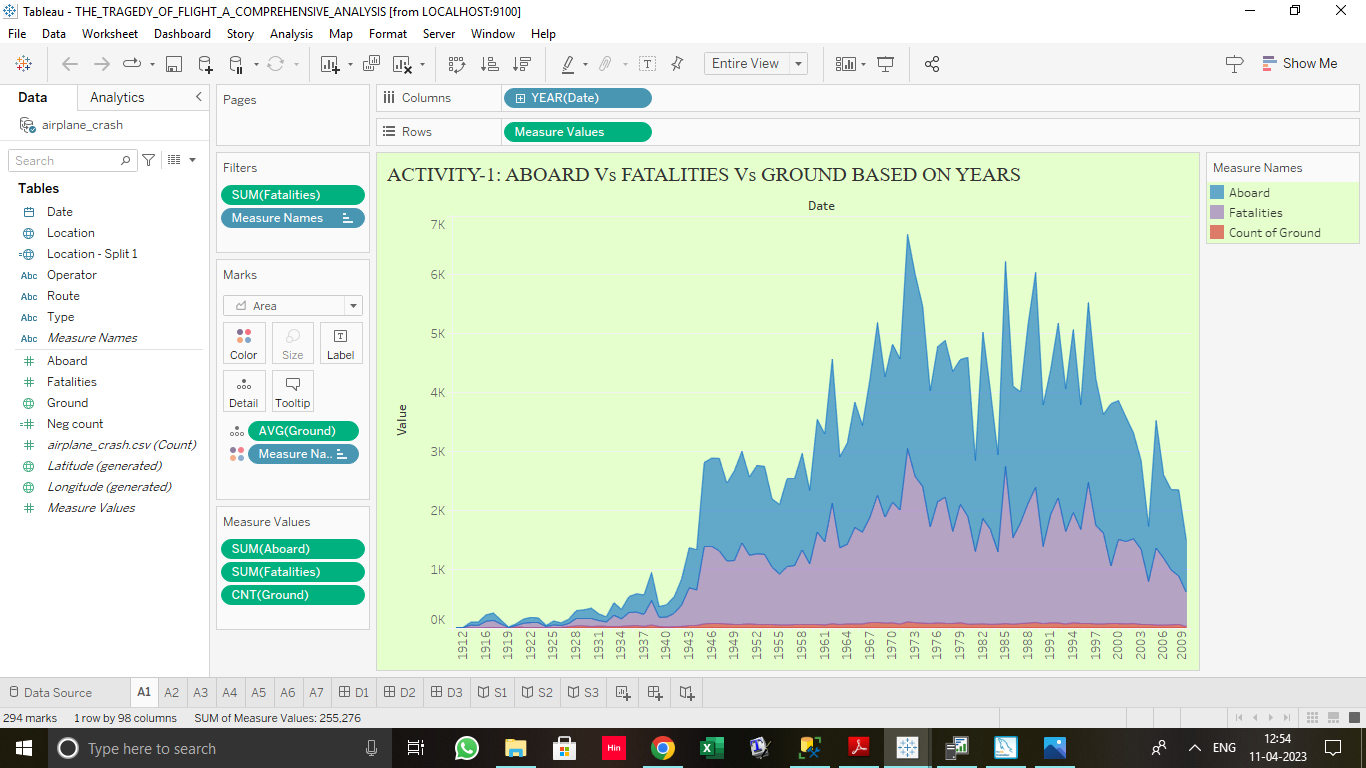 Tableau - THE_TRAGEDY_OF_FLIGHT_A_COMPREHENSIVE_ANALYSIS [from LOCALHOST:9100]
File Data Worksheet Dashboard Story Analysis Map Format Server Window Help
Entire View
Show Me
Data Analytics
airplane_crash
Search
Tables
Date
Location
Location - Split 1
Abc Operator
Abc Route
Abc Type
Abc Measure Names
Aboard
Fatalities
Ground
Neg count
airplane_crash.csv (Count)
Latitude (generated)
Longitude (generated)
Measure Values
Pages
Filters
SUM(Fatalities)
Measure Names
Marks
Area
Color Size Label
Detail Tooltip
AVG(Ground)
Measure Na..
Measure Values
SUM(Aboard)
SUM(Fatalities)
CNT(Ground)
Columns YEAR(Date)
Rows Measure Values
ACTIVITY-1: ABOARD Vs FATALITIES Vs GROUND BASED ON YEARS
Date
7K
6K
5K
4K
3K
2K
1K
0K
Value
1912 1916 1919 1922 1925 1928 1931 1934 1937 1940 1943 1946 1949 1952 1955 1958 1961 1964 1967 1970 1973 1976 1979 1982 1985 1988 1991 1994 1997 2000 2003 2006 2009
Measure Names
Aboard
Fatalities
Count of Ground
Data Source A1 A2 A3 A4 A5 A6 A7 D1 D2 D3 S1 S2 S3
294 marks 1 row by 98 columns SUM of Measure Values: 255,276
Type here to search
Hin
ENG
12:54
11-04-2023